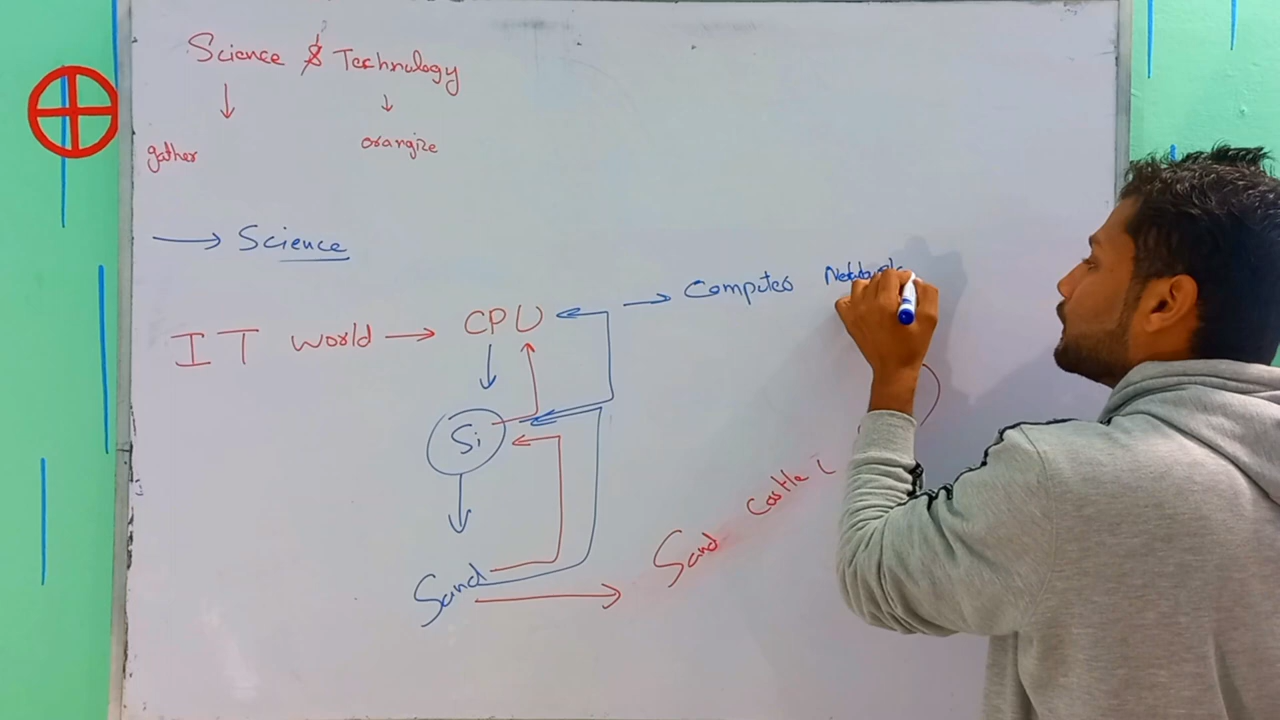 Science & Technology
gather
orangize
Science
IT world
CPU
Computer
Si
Sand
Sand Castle